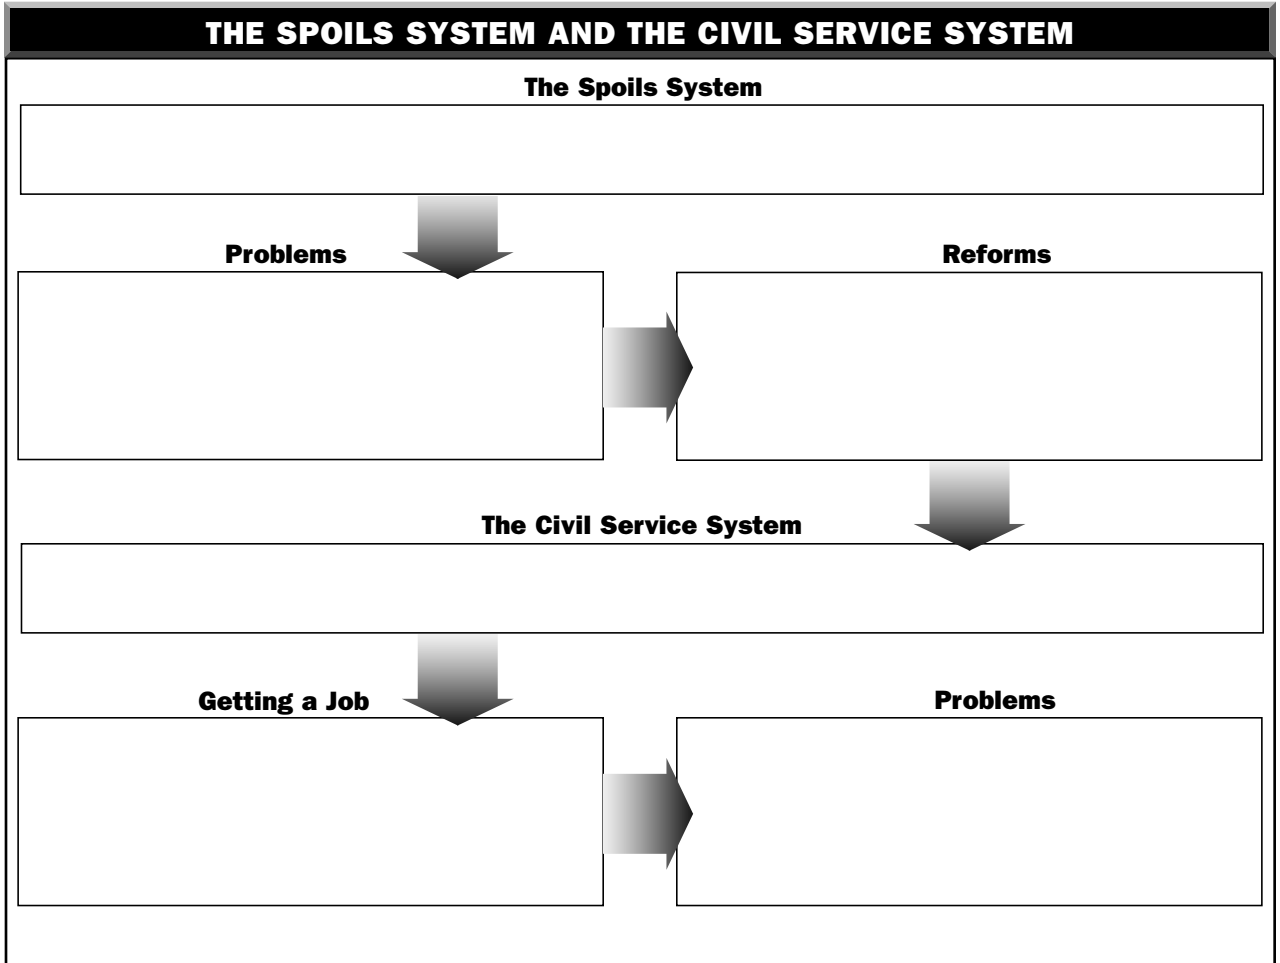 THE SPOILS SYSTEM AND THE CIVIL SERVICE SYSTEM
The Spoils System
Problems
Reforms
The Civil Service System
Getting a Job
Problems